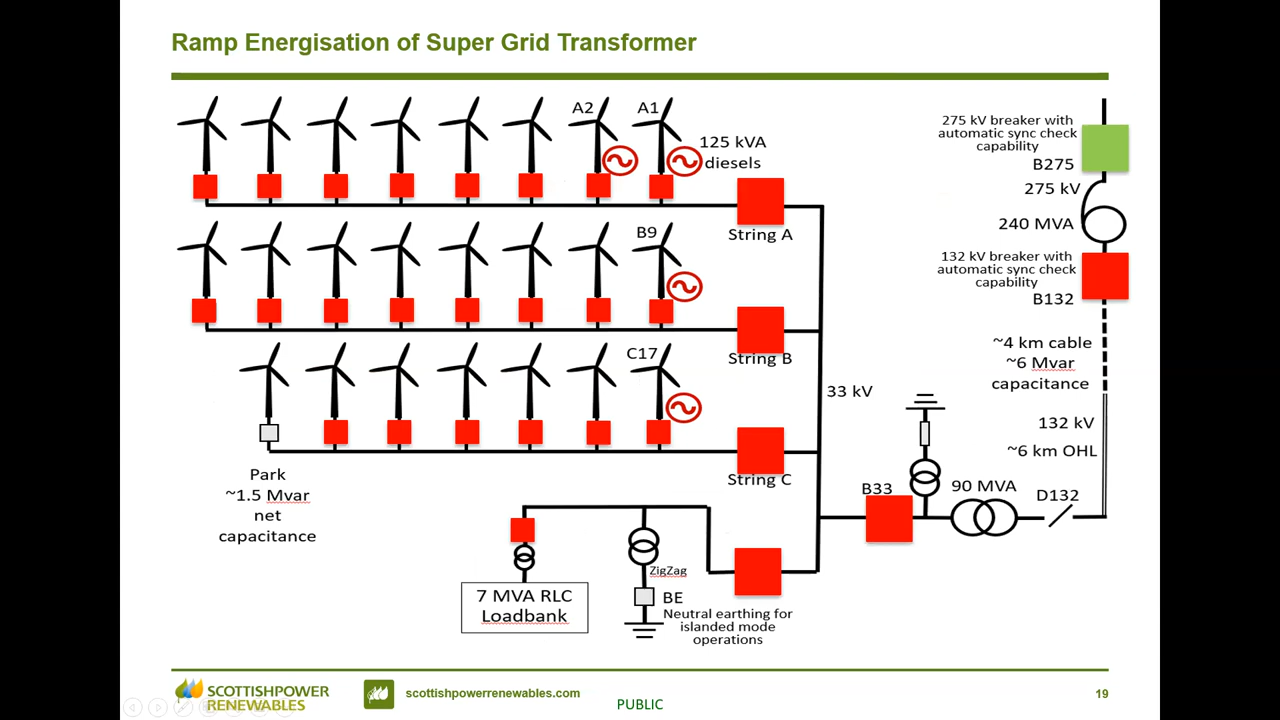 Ramp Energisation of Super Grid Transformer
A2
A1
125 kVA
diesels
String A
B9
String B
C17
String C
Park
~1.5 Mvar
net
capacitance
7 MVA RLC
Loadbank
ZigZag
BE
Neutral earthing for
islanded mode
operations
33 kV
B33
90 MVA
D132
275 kV breaker with
automatic sync check
capability
B275
275 kV
240 MVA
132 kV breaker with
automatic sync check
capability
B132
~4 km cable
~6 Mvar
capacitance
132 kV
~6 km OHL
SCOTTISHPOWER
RENEWABLES
scottishpowerrenewables.com
PUBLIC
19